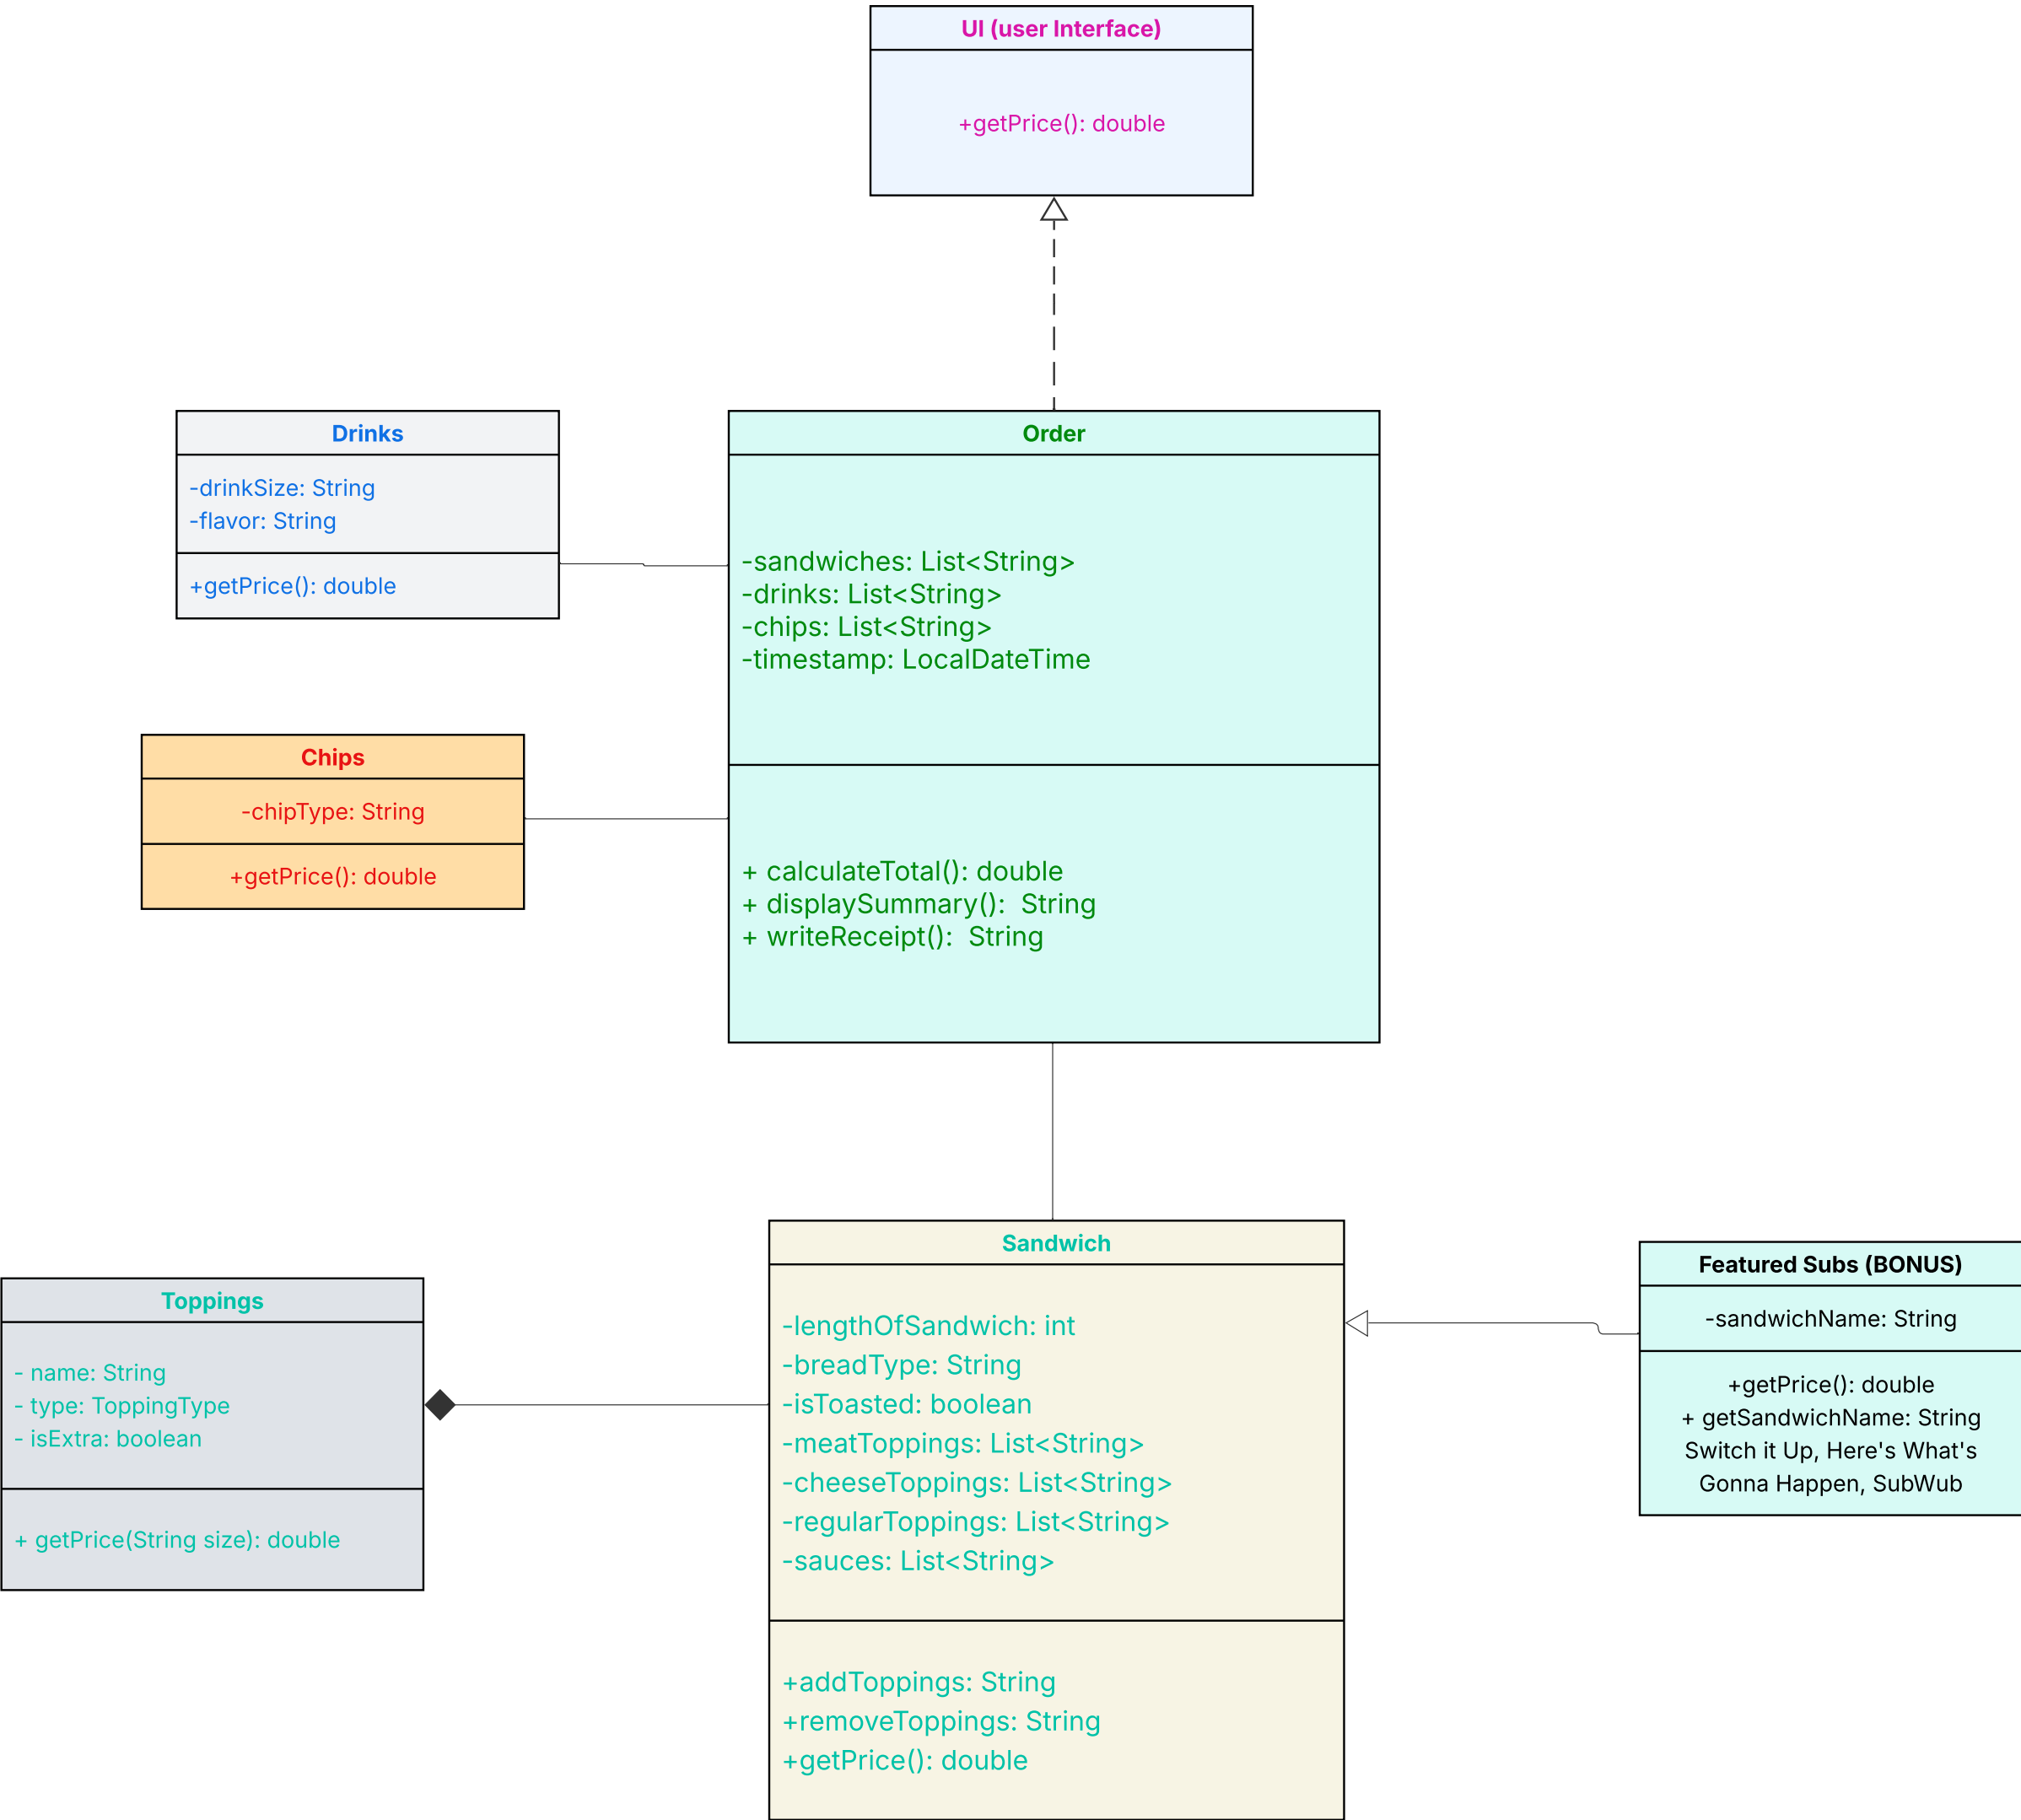 UI (user Interface)
+getPrice(): double
Drinks
-drinkSize: String
-flavor: String
+getPrice(): double
Order
-sandwiches: List<String>
-drinks: List<String>
-chips: List<String>
-timestamp: LocalDateTime
+ calculateTotal(): double
+ displaySummary():  String
+ writeReceipt():  String
Chips
-chipType: String
+getPrice(): double
Toppings
- name: String
- type: ToppingType
- isExtra: boolean
+ getPrice(String size): double
Sandwich
-lengthOfSandwich: int
-breadType: String
-isToasted: boolean
-meatToppings: List<String>
-cheeseToppings: List<String>
-regularToppings: List<String>
-sauces: List<String>
+addToppings: String
+removeToppings: String
+getPrice(): double
Featured Subs (BONUS)
-sandwichName: String
+getPrice(): double
+ getSandwichName: String
Switch it Up, Here's What's
Gonna Happen, SubWub